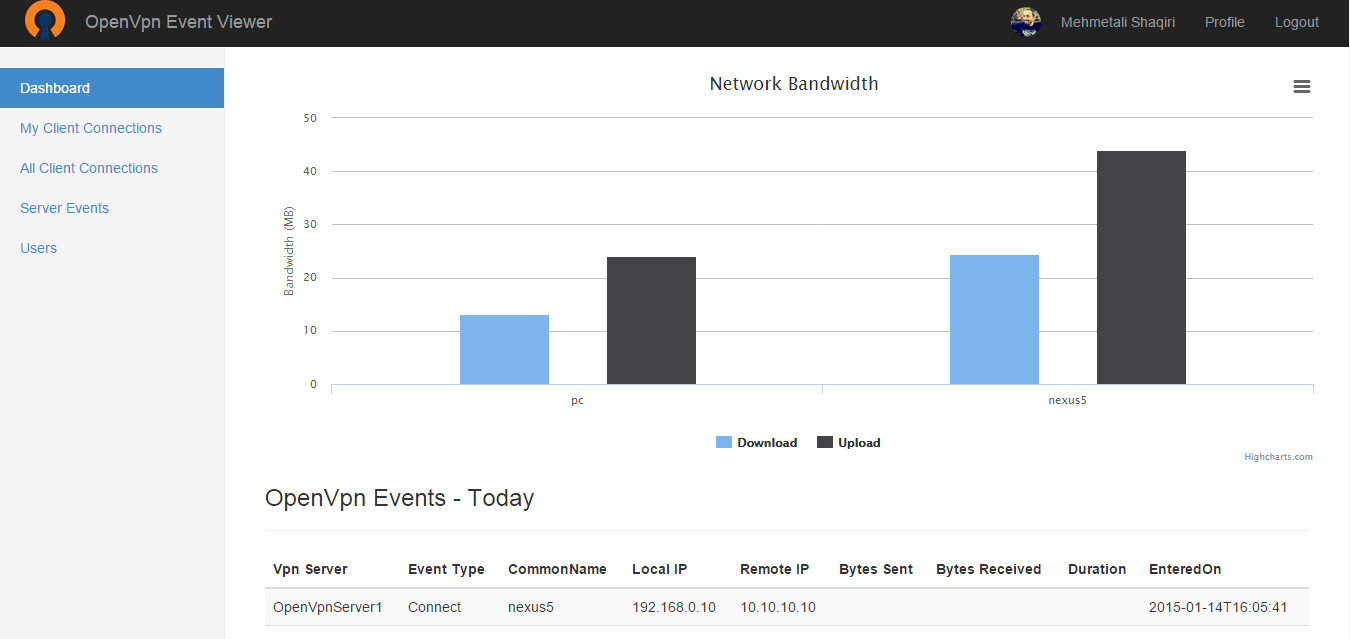 OpenVpn Event Viewer
Mehmetali Shaqiri Profile Logout
Dashboard
My Client Connections
All Client Connections
Server Events
Users
Network Bandwidth
Bandwidth (MB)
50
40
30
20
10
0
pc nexus5
Download Upload
Highcharts.com
OpenVpn Events - Today
Vpn Server Event Type CommonName Local IP Remote IP Bytes Sent Bytes Received Duration EnteredOn
OpenVpnServer1 Connect nexus5 192.168.0.10 10.10.10.10 2015-01-14T16:05:41